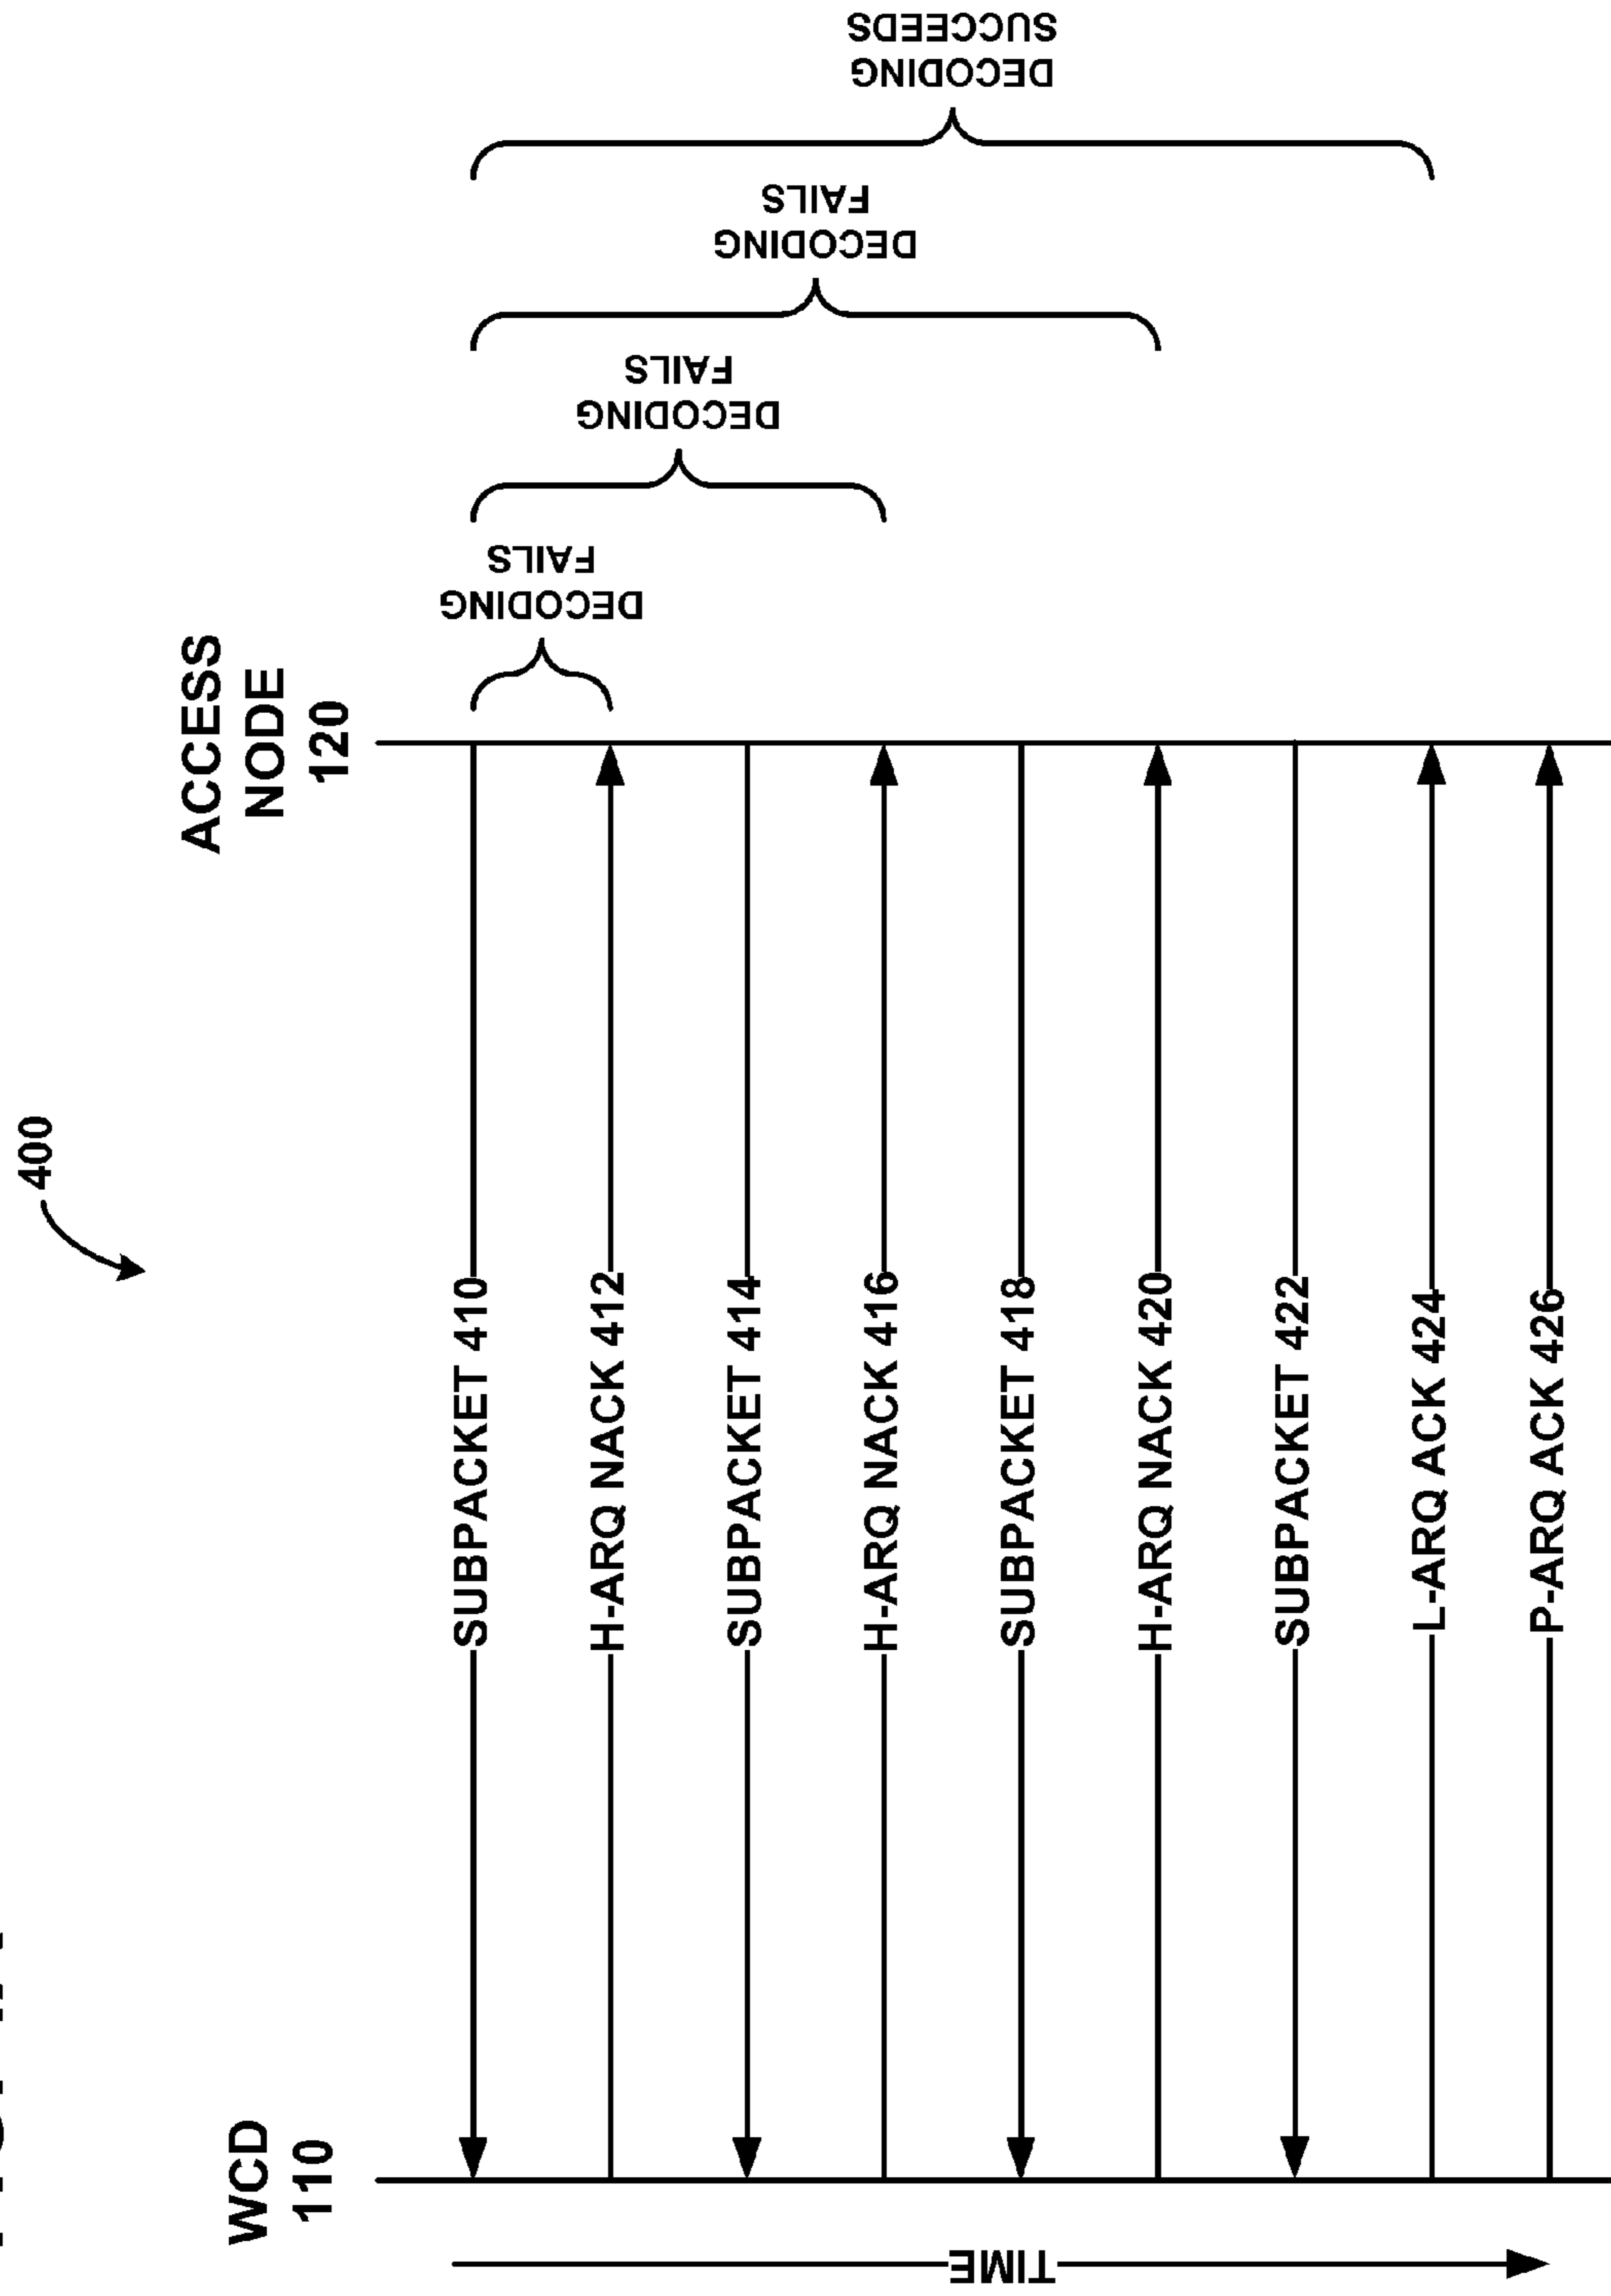 400
WCD
110
ACCESS
NODE
120
TIME
SUBPACKET 410
H-ARQ NACK 412
SUBPACKET 414
H-ARQ NACK 416
SUBPACKET 418
H-ARQ NACK 420
SUBPACKET 422
L-ARQ ACK 424
P-ARQ ACK 426
DECODING
FAILS
DECODING
FAILS
DECODING
FAILS
DECODING
SUCCEEDS